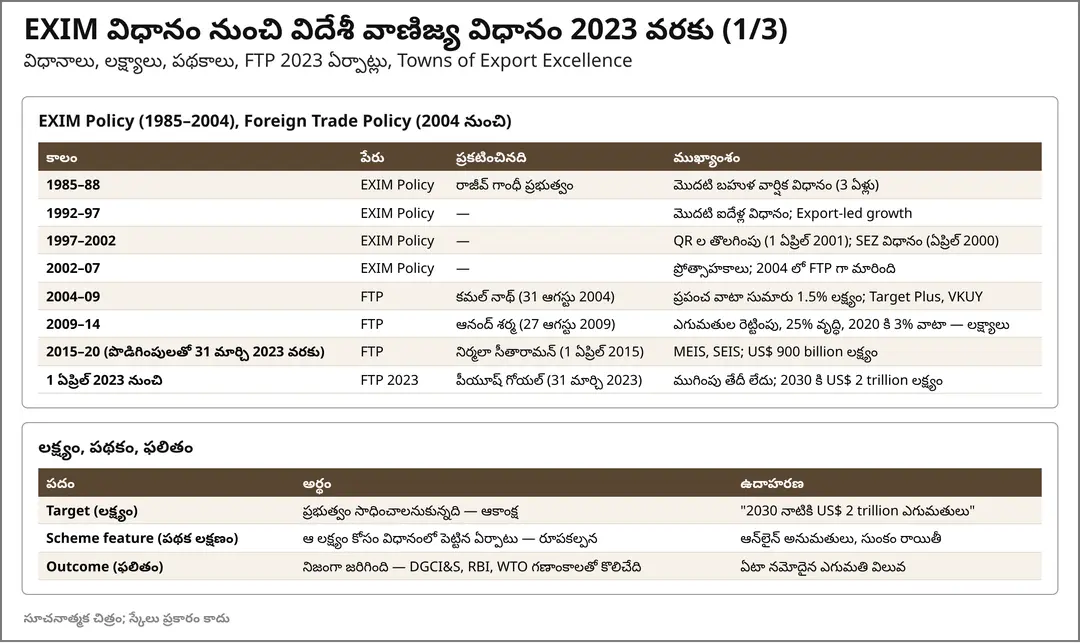 EXIM విధానం నుంచి విదేశీ వాణిజ్య విధానం 2023 వరకు (1/3)
విధానాలు, లక్ష్యాలు, పథకాలు, FTP 2023 ఏర్పాట్లు, Towns of Export Excellence
EXIM Policy (1985–2004), Foreign Trade Policy (2004 నుంచి)
కాలం పేరు ప్రకటించినది ముఖ్యాంశం
1985–88 EXIM Policy రాజీవ్ గాంధీ ప్రభుత్వం మొదటి బహుళ వార్షిక విధానం (3 ఏళ్లు)
1992–97 EXIM Policy — మొదటి ఐదేళ్ల విధానం; Export-led growth
1997–2002 EXIM Policy — QR ల తొలగింపు (1 ఏప్రిల్ 2001); SEZ విధానం (ఏప్రిల్ 2000)
2002–07 EXIM Policy — ప్రోత్సాహకాలు; 2004 లో FTP గా మారింది
2004–09 FTP కమల్ నాథ్ (31 ఆగస్టు 2004) ప్రపంచ వాటా సుమారు 1.5% లక్ష్యం; Target Plus, VKUY
2009–14 FTP ఆనంద్ శర్మ (27 ఆగస్టు 2009) ఎగుమతుల రెట్టింపు, 25% వృద్ధి, 2020 కి 3% వాటా — లక్ష్యాలు
2015–20 (పొడిగింపులతో 31 మార్చి 2023 వరకు) FTP నిర్మలా సీతారామన్ (1 ఏప్రిల్ 2015) MEIS, SEIS; US$ 900 billion లక్ష్యం
1 ఏప్రిల్ 2023 నుంచి FTP 2023 పీయూష్ గోయల్ (31 మార్చి 2023) ముగింపు తేదీ లేదు; 2030 కి US$ 2 trillion లక్ష్యం
లక్ష్యం, పథకం, ఫలితం
పదం అర్థం ఉదాహరణ
Target (లక్ష్యం) ప్రభుత్వం సాధించాలనుకున్నది — ఆకాంక్ష "2030 నాటికి US$ 2 trillion ఎగుమతులు"
Scheme feature (పథక లక్షణం) ఆ లక్ష్యం కోసం విధానంలో పెట్టిన ఏర్పాటు — రూపకల్పన ఆన్‌లైన్ అనుమతులు, సుంకం రాయితీ
Outcome (ఫలితం) నిజంగా జరిగింది — DGCI&S, RBI, WTO గణాంకాలతో కొలిచేది ఏటా నమోదైన ఎగుమతి విలువ
సూచనాత్మక చిత్రం; స్కేలు ప్రకారం కాదు